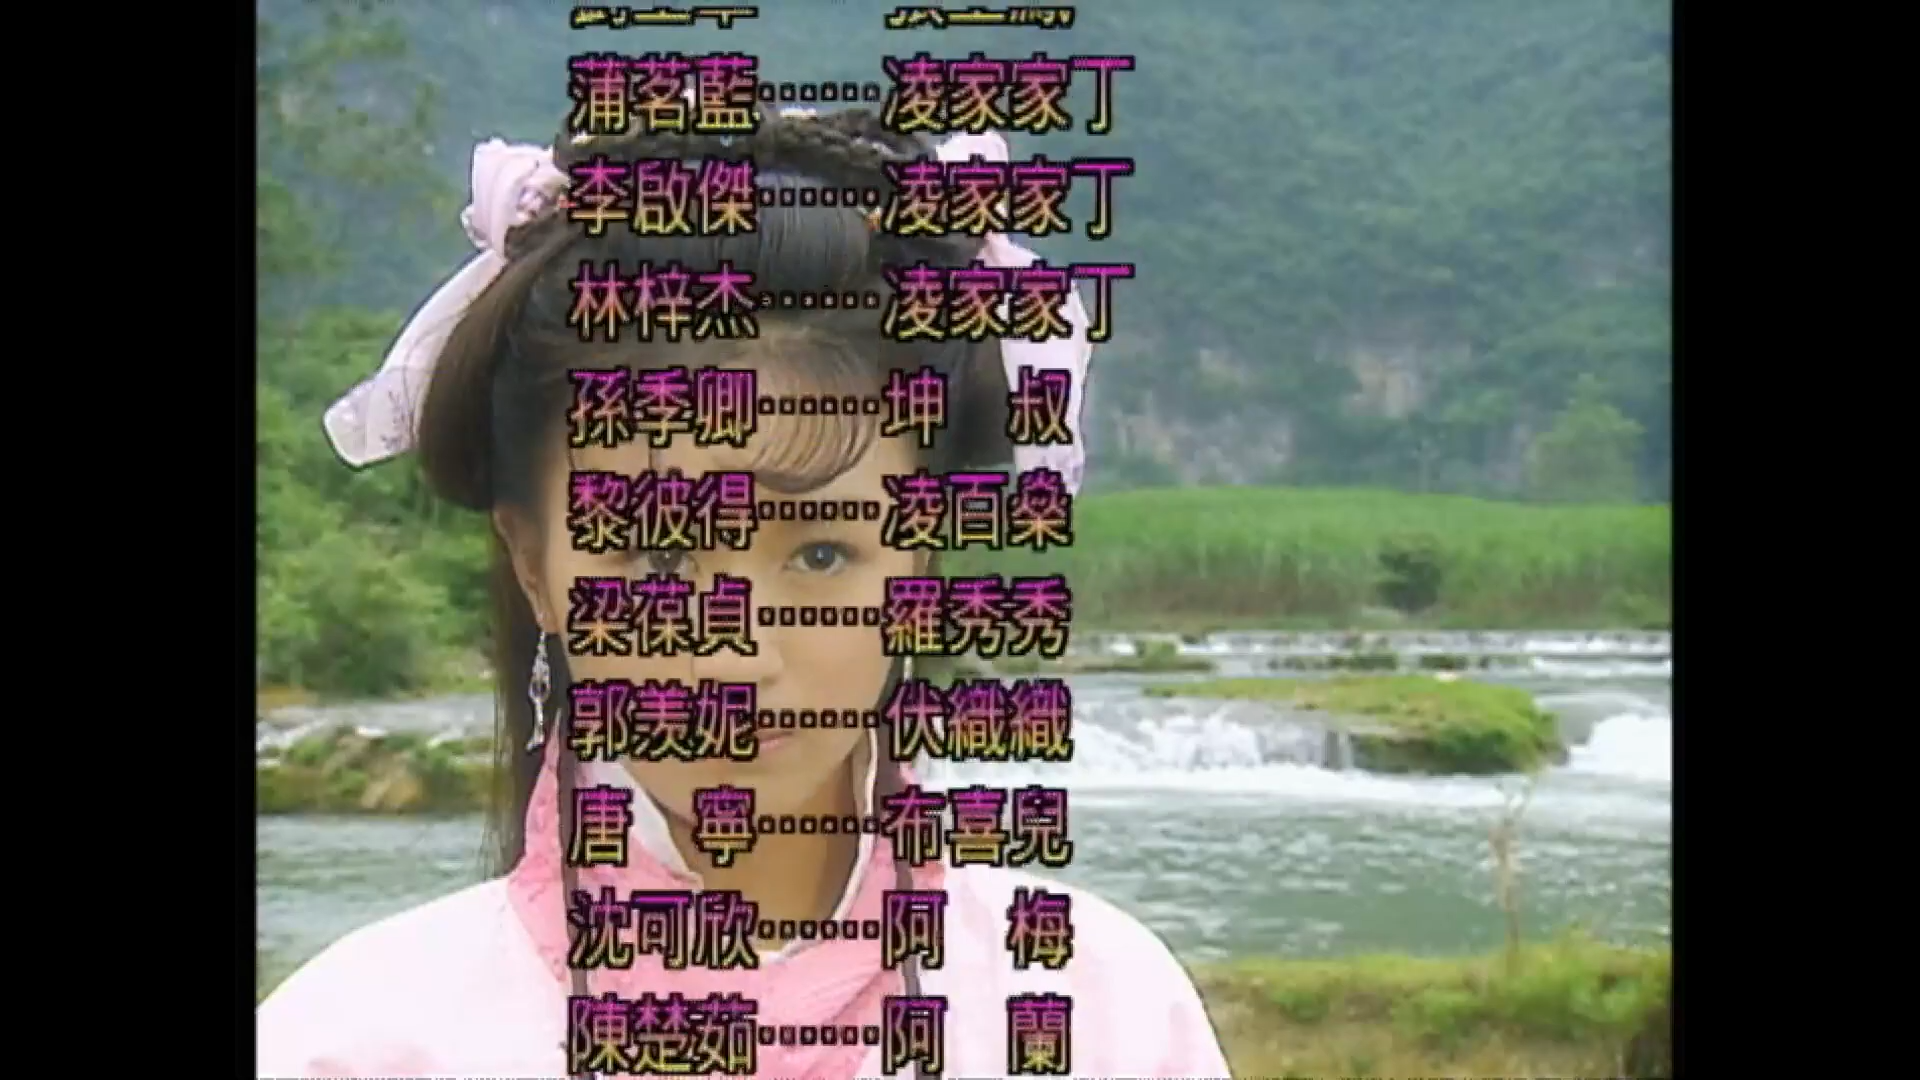 蒲茗藍……凌家家丁
李啟傑……凌家家丁
林梓杰……凌家家丁
孫季卿……坤　叔
黎彼得……凌百燊
梁葆貞……羅秀秀
郭羡妮……伏織織
唐　寧……布喜兒
沈可欣……阿　梅
陳楚茹……阿　蘭